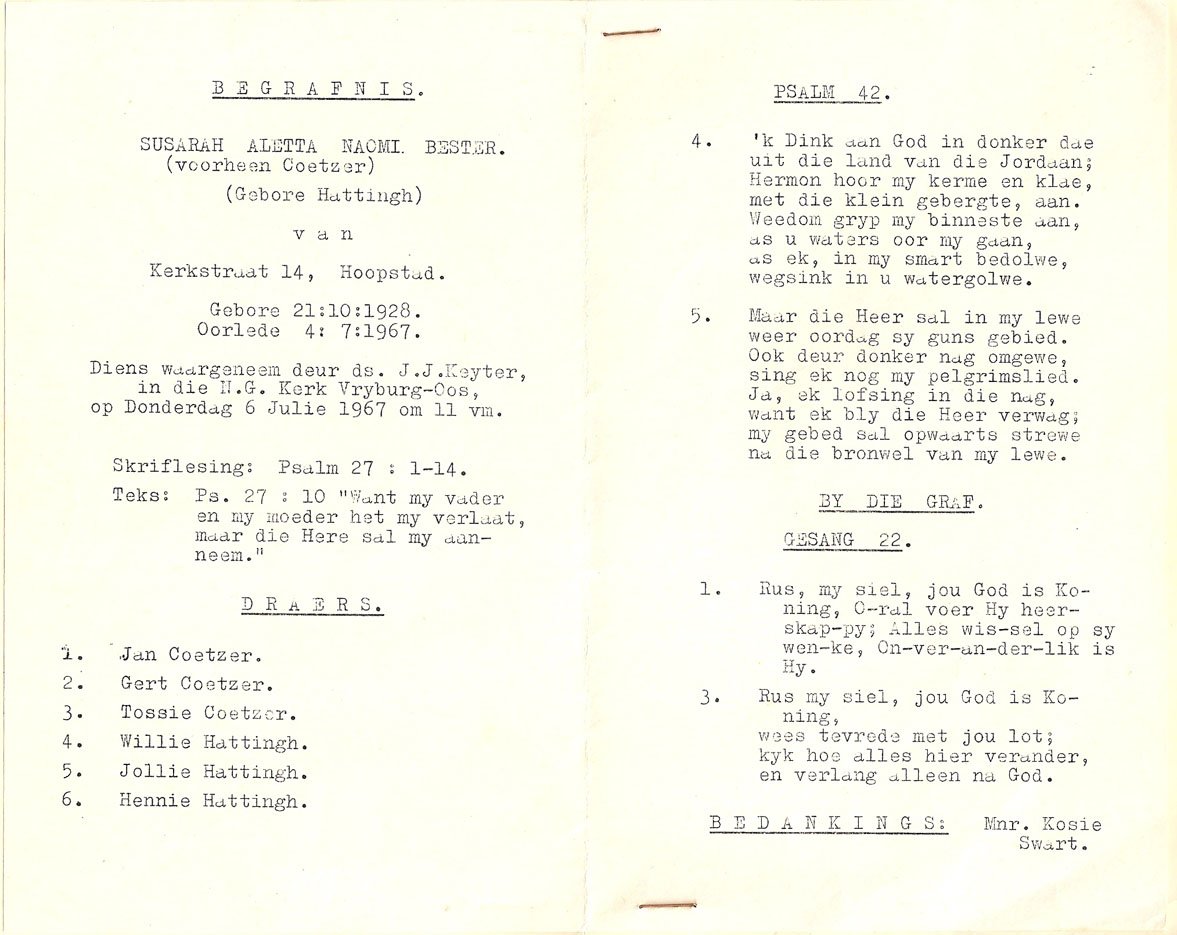 B E G R A F N I S.
SUSARAH ALETTA NAOMI. BESTER.
(voorheen Coetzer)
(Gebore Hattingh)
v a n
Kerkstraat 14, Hoopstad.
Gebore 21:10:1928.
Oorlede 4: 7:1967.
Diens waargeneem deur ds. J.J.Keyter,
in die N.G. Kerk Vryburg-Oos,
op Donderdag 6 Julie 1967 om 11 vm.
Skriflesing: Psalm 27 : 1-14.
Teks: Ps. 27 : 10 "Want my vader
en my moeder het my verlaat,
maar die Here sal my aan-
neem."
D R A E R S.
1. Jan Coetzer.
2. Gert Coetzer.
3. Tossie Coetzer.
4. Willie Hattingh.
5. Jollie Hattingh.
6. Hennie Hattingh.
PSALM 42.
4. 'k Dink aan God in donker dae
uit die land van die Jordaan;
Hermon hoor my kerme en klae,
met die klein gebergte, aan.
Weedom gryp my binneste aan,
as u waters oor my gaan,
as ek, in my smart bedolwe,
wegsink in u watergolwe.
5. Maar die Heer sal in my lewe
weer oordag sy guns gebied.
Ook deur donker nag omgewe,
sing ek nog my pelgrimslied.
Ja, ek lofsing in die nag,
want ek bly die Heer verwag;
my gebed sal opwaarts strewe
na die bronwel van my lewe.
BY DIE GRAF.
GESANG 22.
1. Rus, my siel, jou God is Ko-
ning, O-ral voer Hy heer-
skap-py; Alles wis-sel op sy
wen-ke, On-ver-an-der-lik is
Hy.
3. Rus my siel, jou God is Ko-
ning,
wees tevrede met jou lot;
kyk hoe alles hier verander,
en verlang alleen na God.
B E D A N K I N G S: Mnr. Kosie
Swart.